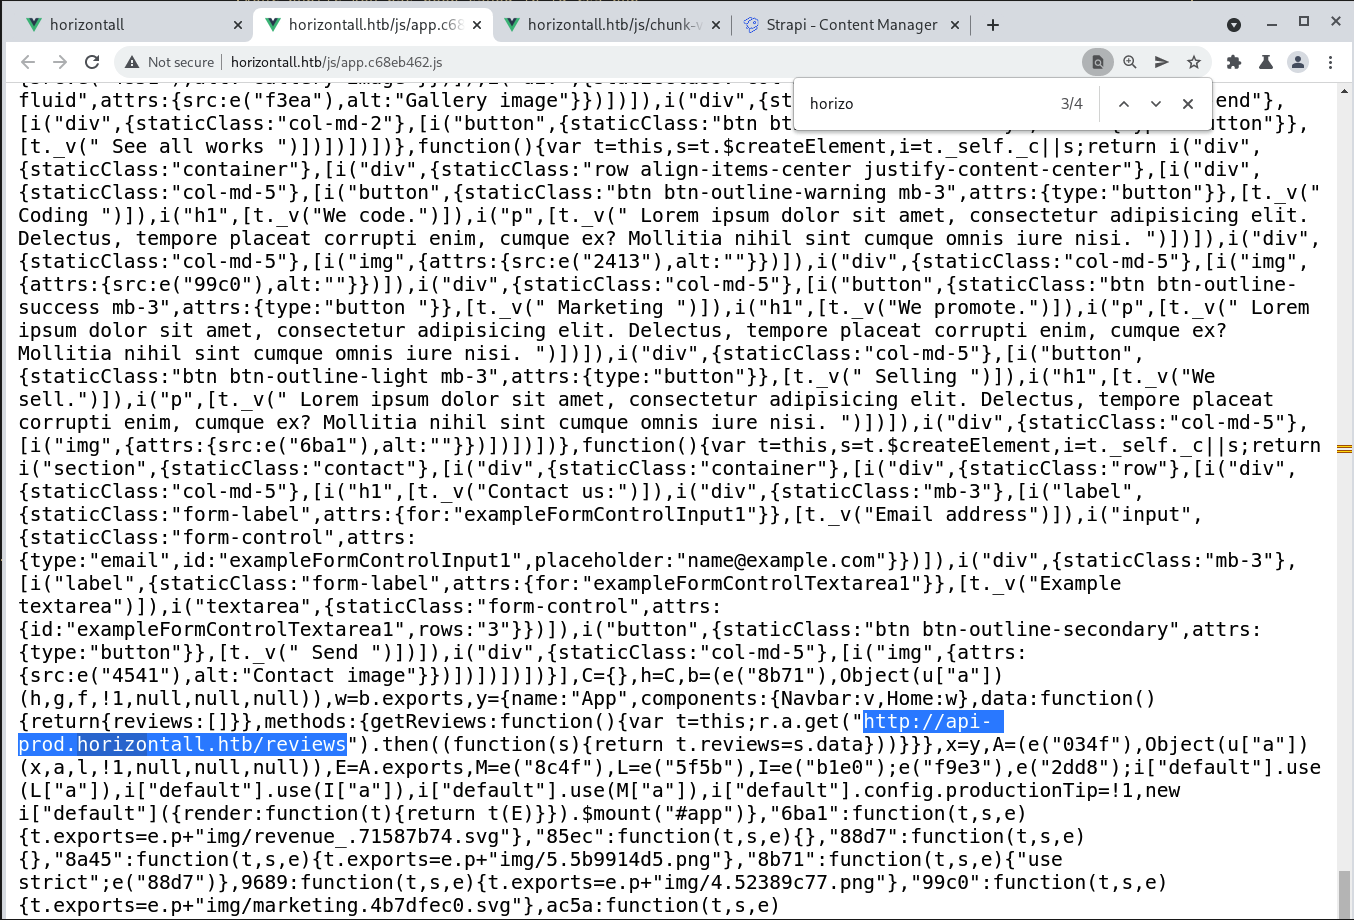 horizontall
horizontall.htb/js/app.c68
horizontall.htb/js/chunk-v
Strapi - Content Manager
Not secure
horizontall.htb/js/app.c68eb462.js
horizo
3/4
fluid",attrs:{src:e("f3ea"),alt:"Gallery image"}})])]),i("div",{st
end"},
[i("div",{staticClass:"col-md-2"},[i("button",{staticClass:"btn bt
utton"}},
[t._v(" See all works ")])])])])},function(){var t=this,s=t.$createElement,i=t._self._c||s;return i("div",
{staticClass:"container"},[i("div",{staticClass:"row align-items-center justify-content-center"},[i("div",
{staticClass:"col-md-5"},[i("button",{staticClass:"btn btn-outline-warning mb-3",attrs:{type:"button"}},[t._v("
Coding ")]),i("h1",[t._v("We code.")]),i("p",[t._v(" Lorem ipsum dolor sit amet, consectetur adipisicing elit.
Delectus, tempore placeat corrupti enim, cumque ex? Mollitia nihil sint cumque omnis iure nisi. ")])]),i("div",
{staticClass:"col-md-5"},[i("img",{attrs:{src:e("2413"),alt:""}})]),i("div",{staticClass:"col-md-5"},[i("img",
{attrs:{src:e("99c0"),alt:""}})]),i("div",{staticClass:"col-md-5"},[i("button",{staticClass:"btn btn-outline-
success mb-3",attrs:{type:"button "}},[t._v(" Marketing ")]),i("h1",[t._v("We promote.")]),i("p",[t._v(" Lorem
ipsum dolor sit amet, consectetur adipisicing elit. Delectus, tempore placeat corrupti enim, cumque ex?
Mollitia nihil sint cumque omnis iure nisi. ")])]),i("div",{staticClass:"col-md-5"},[i("button",
{staticClass:"btn btn-outline-light mb-3",attrs:{type:"button"}},[t._v(" Selling ")]),i("h1",[t._v("We
sell.")]),i("p",[t._v(" Lorem ipsum dolor sit amet, consectetur adipisicing elit. Delectus, tempore placeat
corrupti enim, cumque ex? Mollitia nihil sint cumque omnis iure nisi. ")])]),i("div",{staticClass:"col-md-5"},
[i("img",{attrs:{src:e("6ba1"),alt:""}})])])])},function(){var t=this,s=t.$createElement,i=t._self._c||s;return
i("section",{staticClass:"contact"},[i("div",{staticClass:"container"},[i("div",{staticClass:"row"},[i("div",
{staticClass:"col-md-5"},[i("h1",[t._v("Contact us:")]),i("div",{staticClass:"mb-3"},[i("label",
{staticClass:"form-label",attrs:{for:"exampleFormControlInput1"}},[t._v("Email address")]),i("input",
{staticClass:"form-control",attrs:
{type:"email",id:"exampleFormControlInput1",placeholder:"name@example.com"}})]),i("div",{staticClass:"mb-3"},
[i("label",{staticClass:"form-label",attrs:{for:"exampleFormControlTextarea1"}},[t._v("Example
textarea")]),i("textarea",{staticClass:"form-control",attrs:
{id:"exampleFormControlTextarea1",rows:"3"}})]),i("button",{staticClass:"btn btn-outline-secondary",attrs:
{type:"button"}},[t._v(" Send ")])]),i("div",{staticClass:"col-md-5"},[i("img",{attrs:
{src:e("4541"),alt:"Contact image"}})])])])])}],C={},h=C,b=(e("8b71"),Object(u["a"])
(h,g,f,!1,null,null,null)),w=b.exports,y={name:"App",components:{Navbar:v,Home:w},data:function()
{return{reviews:[]}},methods:{getReviews:function(){var t=this;r.a.get("http://api-
prod.horizontall.htb/reviews").then((function(s){return t.reviews=s.data}))}}},x=y,A=(e("034f"),Object(u["a"])
(x,a,l,!1,null,null,null)),E=A.exports,M=e("8c4f"),L=e("5f5b"),I=e("b1e0");e("f9e3"),e("2dd8");i["default"].use
(L["a"]),i["default"].use(I["a"]),i["default"].use(M["a"]),i["default"].config.productionTip=!1,new
i["default"]({render:function(t){return t(E)}}).$mount("#app")},"6ba1":function(t,s,e)
{t.exports=e.p+"img/revenue_.71587b74.svg"},"85ec":function(t,s,e){},"88d7":function(t,s,e)
{},"8a45":function(t,s,e){t.exports=e.p+"img/5.5b9914d5.png"},"8b71":function(t,s,e){"use
strict";e("88d7")},9689:function(t,s,e){t.exports=e.p+"img/4.52389c77.png"},"99c0":function(t,s,e)
{t.exports=e.p+"img/marketing.4b7dfec0.svg"},ac5a:function(t,s,e)